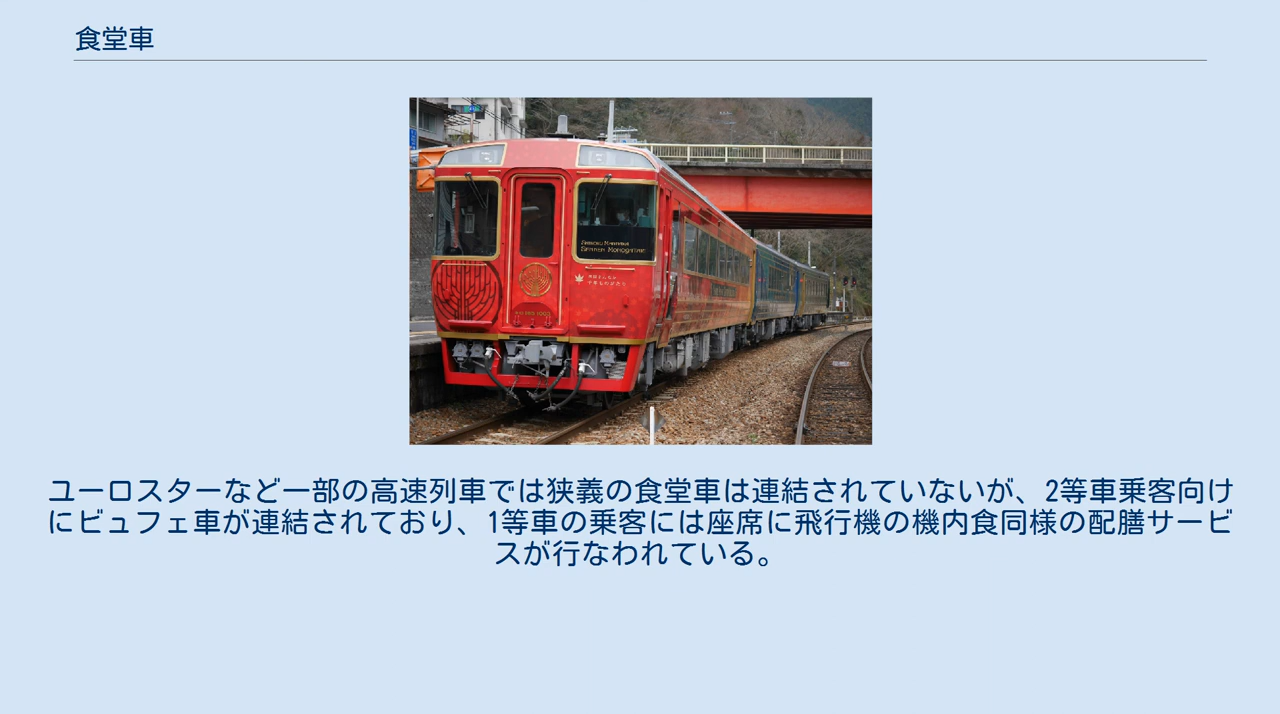 食堂車
Shikoku Mannaka
Sennen Monogatari
ユーロスターなど一部の高速列車では狭義の食堂車は連結されていないが、2等車乗客向け
にビュフェ車が連結されており、1等車の乗客には座席に飛行機の機内食同様の配膳サービ
スが行なわれている。